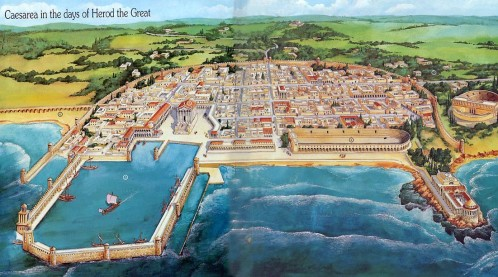 Caesarea in the days of Herod the Great